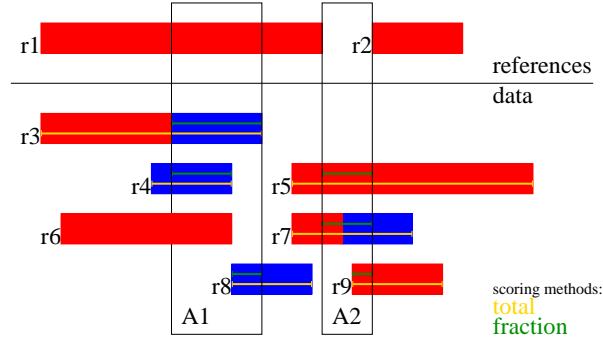 r1
r2
references
data
r3
r4
r5
r6
r7
r8
r9
scoring methods:
total
A1
A2
fraction